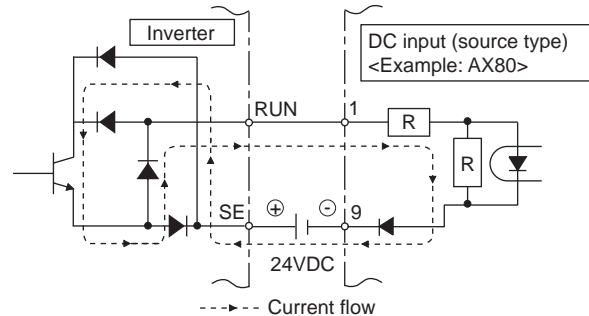 Inverter
DC input (source type)
<Example: AX80>
RUN
1
R
R
SE
⊕
⊖
9
24VDC
Current flow